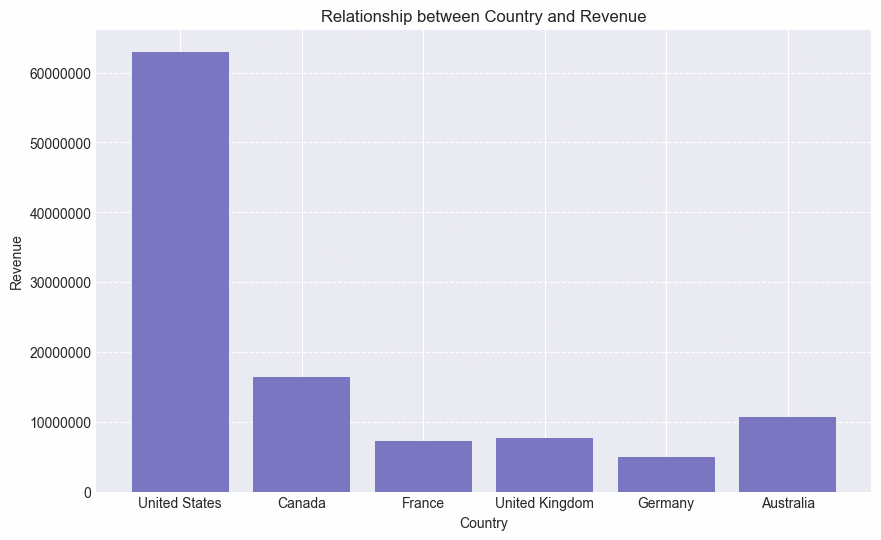 Relationship between Country and Revenue
Revenue
60000000
50000000
40000000
30000000
20000000
10000000
0
United States Canada France United Kingdom Germany Australia
Country